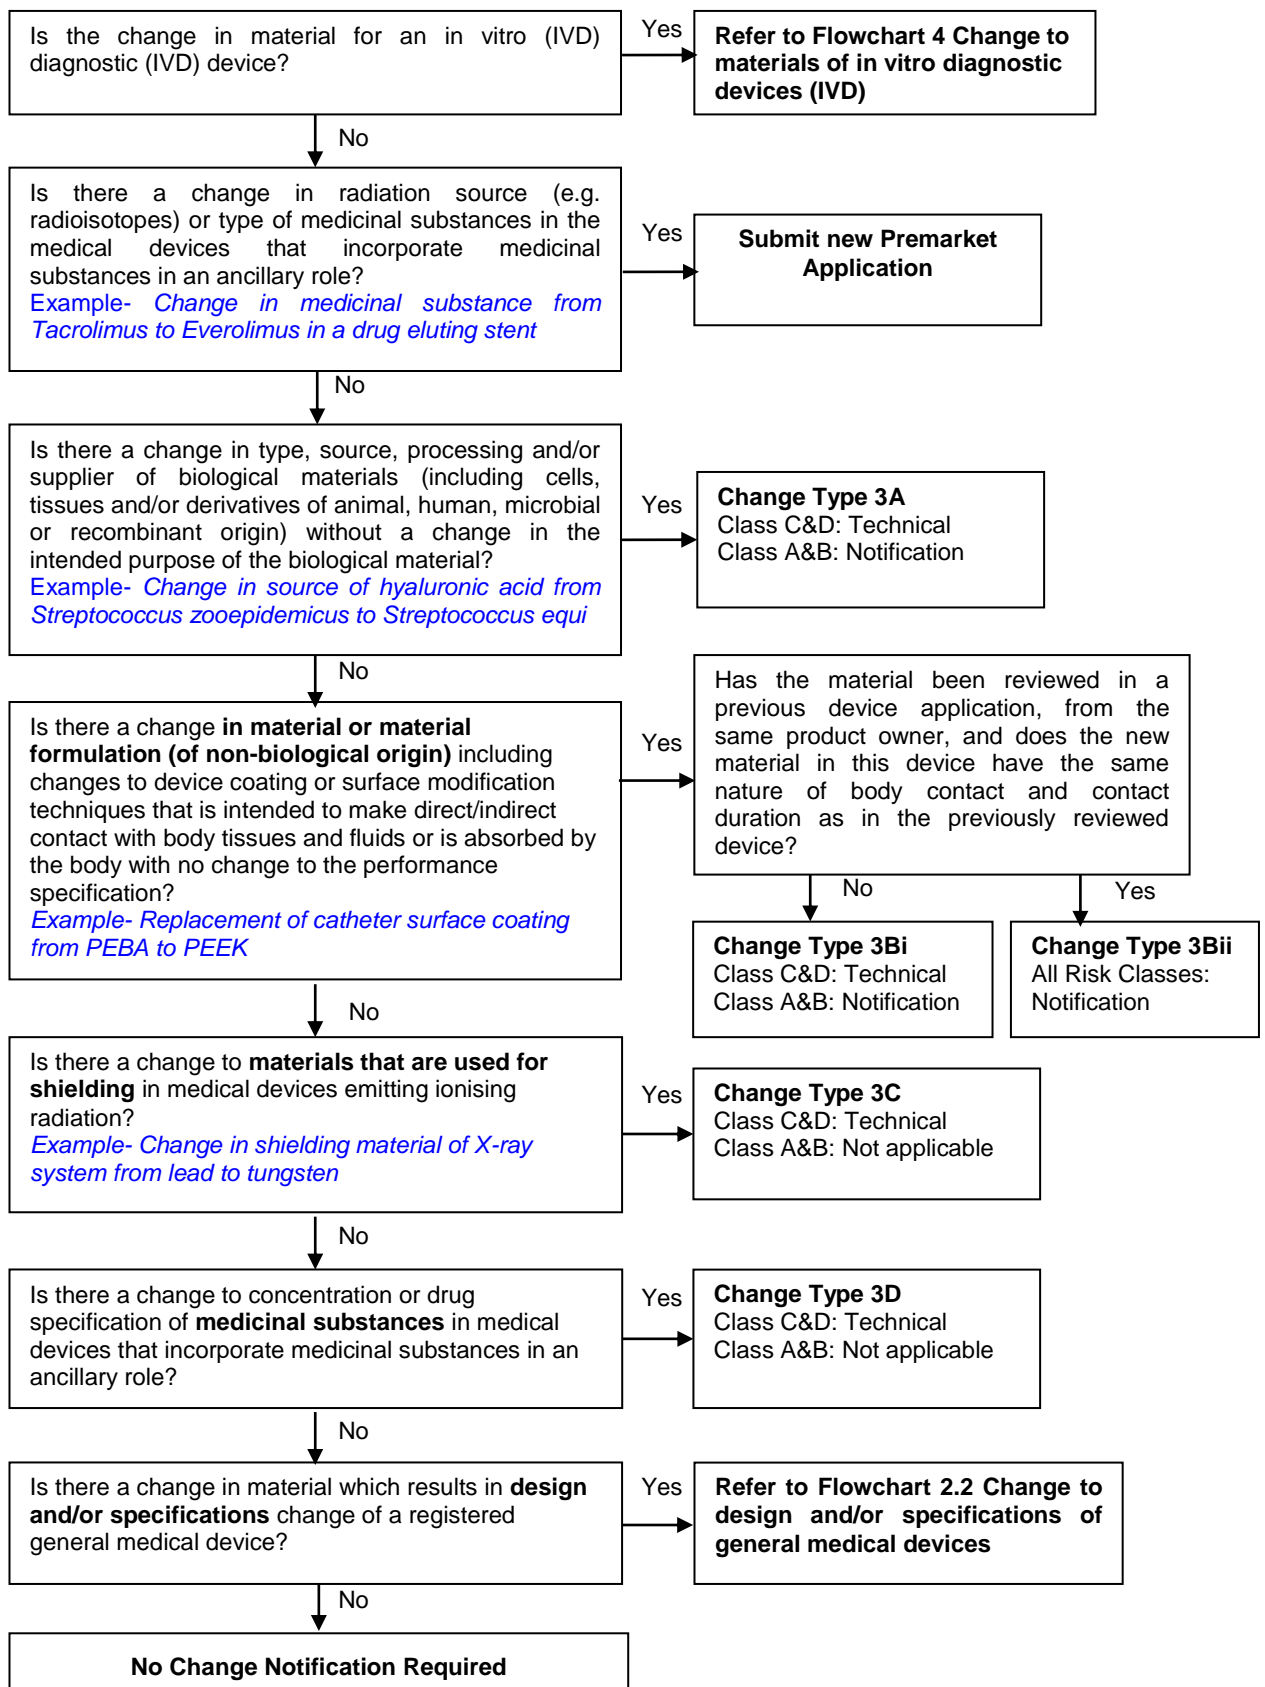 Is the change in material for an in vitro (IVD)
diagnostic (IVD) device?
Yes
Refer to Flowchart 4 Change to
materials of in vitro diagnostic
devices (IVD)
No
Is there a change in radiation source (e.g.
radioisotopes) or type of medicinal substances in the
medical devices that incorporate medicinal
substances in an ancillary role?
Example- Change in medicinal substance from
Tacrolimus to Everolimus in a drug eluting stent
Yes
Submit new Premarket
Application
No
Is there a change in type, source, processing and/or
supplier of biological materials (including cells,
tissues and/or derivatives of animal, human, microbial
or recombinant origin) without a change in the
intended purpose of the biological material?
Example- Change in source of hyaluronic acid from
Streptococcus zooepidemicus to Streptococcus equi
Yes
Change Type 3A
Class C&D: Technical
Class A&B: Notification
No
Is there a change in material or material
formulation (of non-biological origin) including
changes to device coating or surface modification
techniques that is intended to make direct/indirect
contact with body tissues and fluids or is absorbed by
the body with no change to the performance
specification?
Example- Replacement of catheter surface coating
from PEBA to PEEK
Yes
Has the material been reviewed in a
previous device application, from the
same product owner, and does the new
material in this device have the same
nature of body contact and contact
duration as in the previously reviewed
device?
No
Yes
Change Type 3Bi
Class C&D: Technical
Class A&B: Notification
Change Type 3Bii
All Risk Classes:
Notification
No
Is there a change to materials that are used for
shielding in medical devices emitting ionising
radiation?
Example- Change in shielding material of X-ray
system from lead to tungsten
Yes
Change Type 3C
Class C&D: Technical
Class A&B: Not applicable
No
Is there a change to concentration or drug
specification of medicinal substances in medical
devices that incorporate medicinal substances in an
ancillary role?
Yes
Change Type 3D
Class C&D: Technical
Class A&B: Not applicable
No
Is there a change in material which results in design
and/or specifications change of a registered
general medical device?
Yes
Refer to Flowchart 2.2 Change to
design and/or specifications of
general medical devices
No
No Change Notification Required